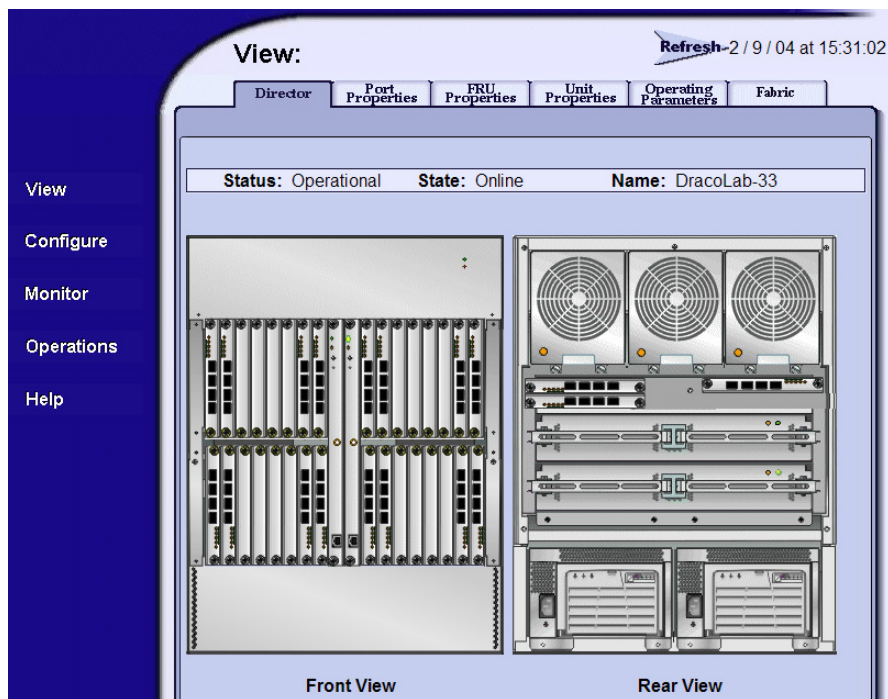 View:
Refresh-2 / 9 / 04 at 15:31:02
Director
Port Properties
FRU Properties
Unit Properties
Operating Parameters
Fabric
Status: Operational State: Online Name: DracoLab-33
View
Configure
Monitor
Operations
Help
Front View
Rear View